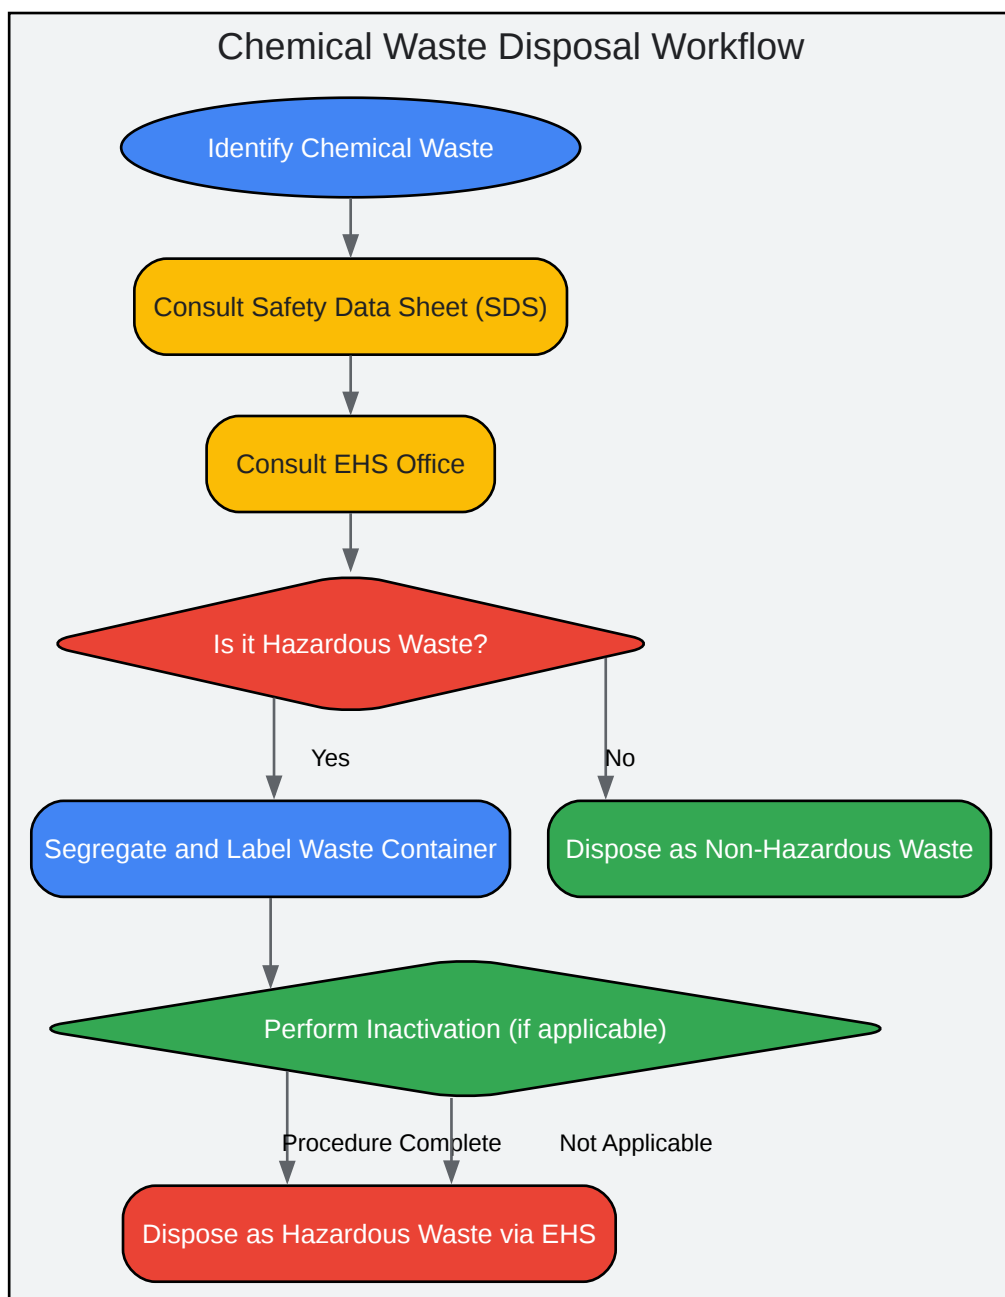 Chemical Waste Disposal Workflow
Identify Chemical Waste
Consult Safety Data Sheet (SDS)
Consult EHS Office
Is it Hazardous Waste?
Yes
No
Segregate and Label Waste Container
Dispose as Non-Hazardous Waste
Perform Inactivation (if applicable)
Procedure Complete
Not Applicable
Dispose as Hazardous Waste via EHS